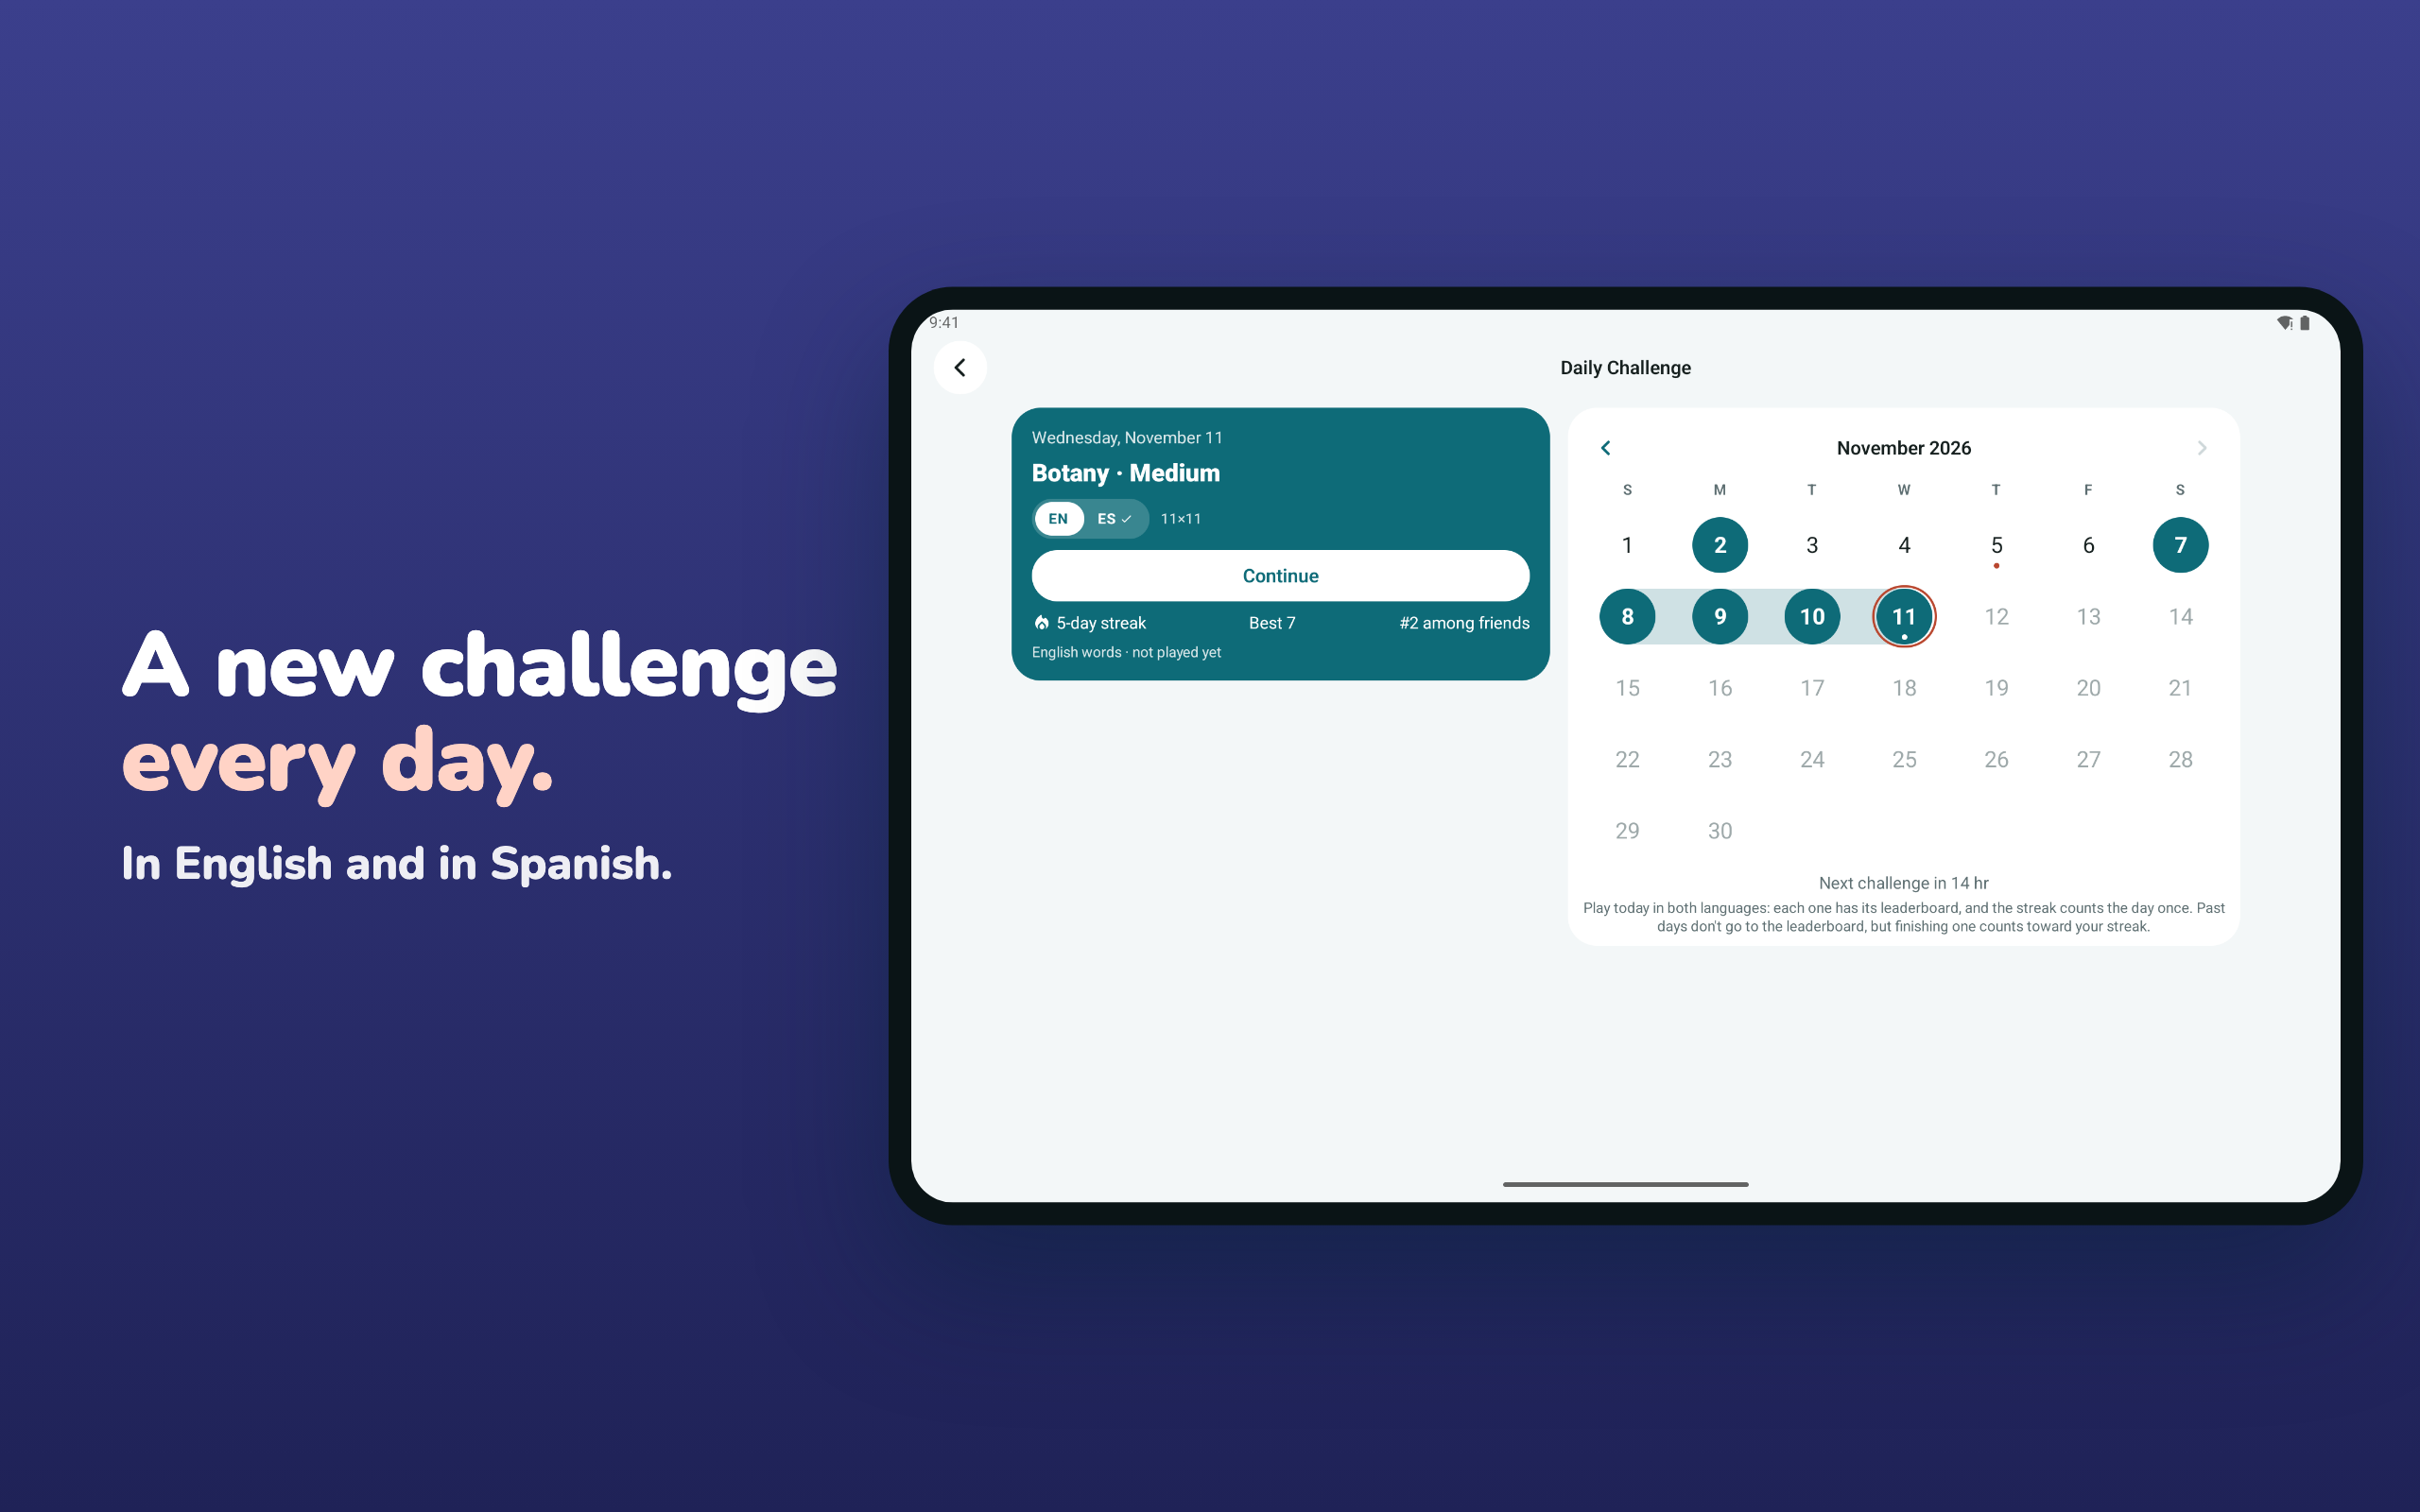 A new challenge
every day.
In English and in Spanish.
9:41
Daily Challenge
Wednesday, November 11
Botany · Medium
EN ES ✓ 11×11
Continue
5-day streak Best 7 #2 among friends
English words · not played yet
November 2026
S M T W T F S
1 2 3 4 5 6 7
8 9 10 11 12 13 14
15 16 17 18 19 20 21
22 23 24 25 26 27 28
29 30
Next challenge in 14 hr
Play today in both languages: each one has its leaderboard, and the streak counts the day once. Past
days don't go to the leaderboard, but finishing one counts toward your streak.